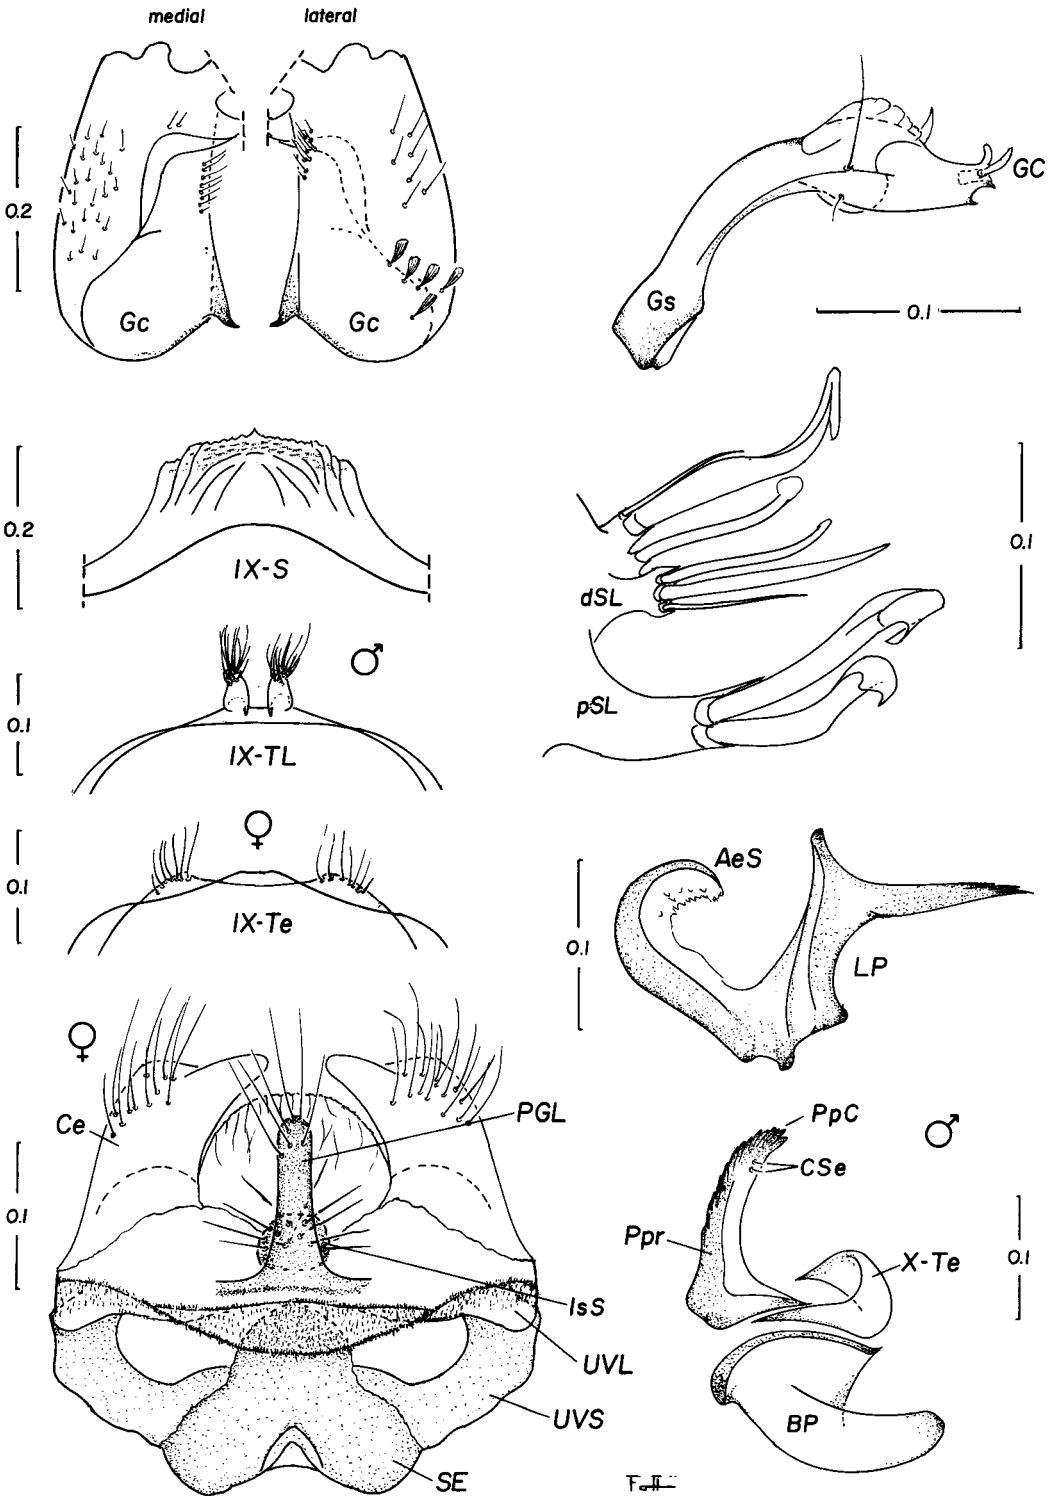 medial
lateral
0.2
Gc
Gc
GC
Gs
0.1
0.2
IX-S
0.1
dSL
pSL
♂
0.1
IX-TL
♀
0.1
IX-Te
AeS
0.1
LP
♀
Ce
PGL
0.1
IsS
UVL
UVS
SE
PpC
♂
CSe
Ppr
X-Te
0.1
BP